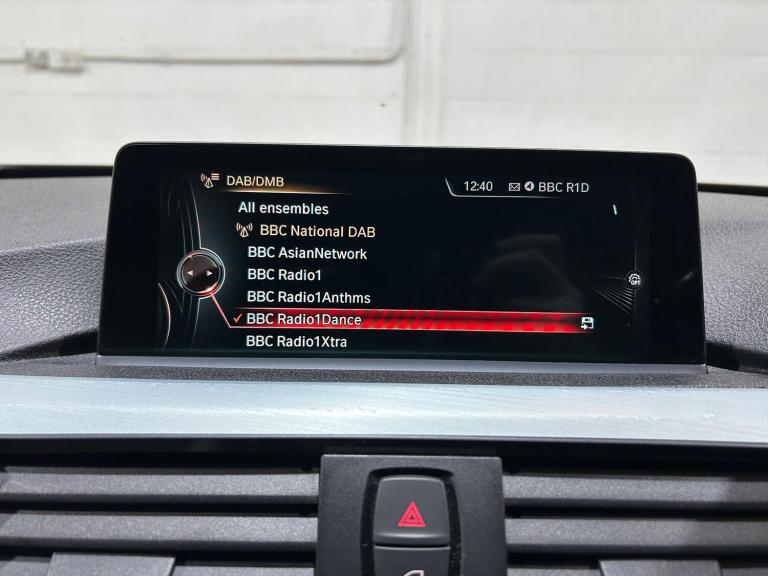 DAB/DMB
12:40 BBC R1D
All ensembles
BBC National DAB
BBC AsianNetwork
BBC Radio1
BBC Radio1Anthms
BBC Radio1Dance
BBC Radio1Xtra
OPT